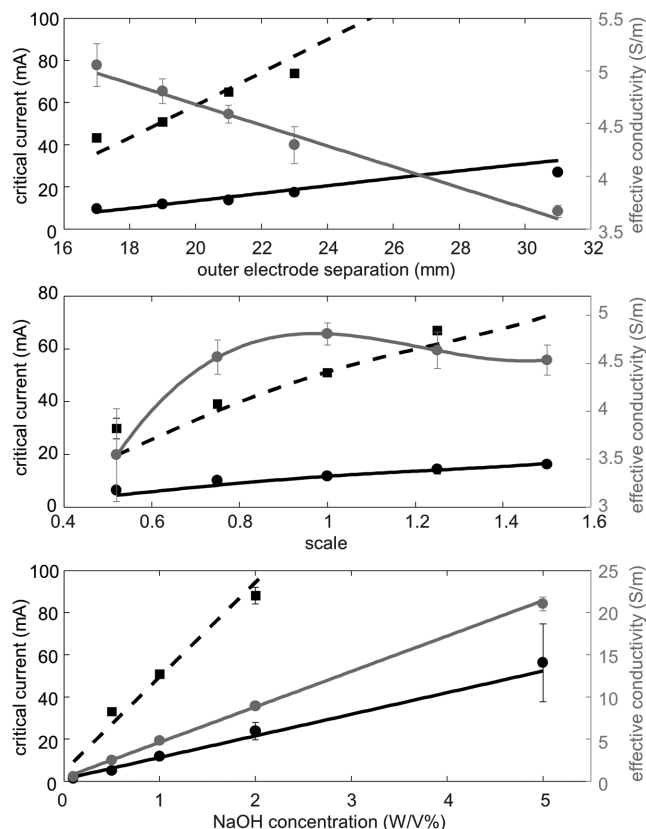 100
80
60
40
20
0
critical current (mA)
5.5
5
4.5
4
3.5
effective conductivity (S/m)
16 18 20 22 24 26 28 30 32
outer electrode separation (mm)
80
60
40
20
0
critical current (mA)
5
4.5
4
3.5
3
effective conductivity (S/m)
0.4 0.6 0.8 1 1.2 1.4 1.6
scale
100
80
60
40
20
0
critical current (mA)
25
20
15
10
5
0
effective conductivity (S/m)
0 1 2 3 4 5
NaOH concentration (W/V%)